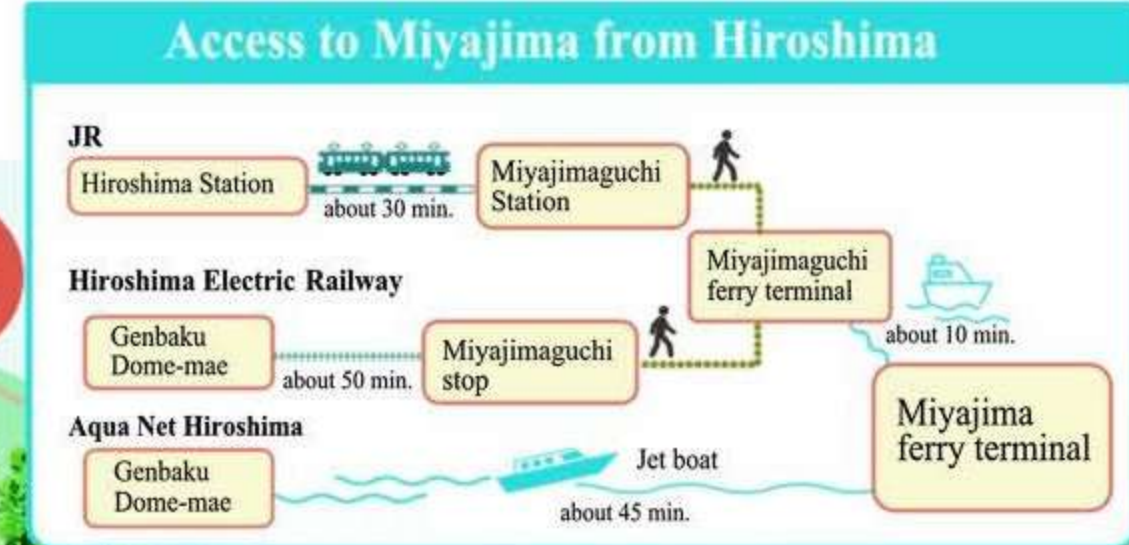 Access to Miyajima from Hiroshima
JR
Hiroshima Station
about 30 min.
Miyajimaguchi
Station
Miyajimaguchi
ferry terminal
about 10 min.
Hiroshima Electric Railway
Genbaku
Dome-mae
about 50 min.
Miyajimaguchi
stop
Miyajima
ferry terminal
Aqua Net Hiroshima
Genbaku
Dome-mae
Jet boat
about 45 min.